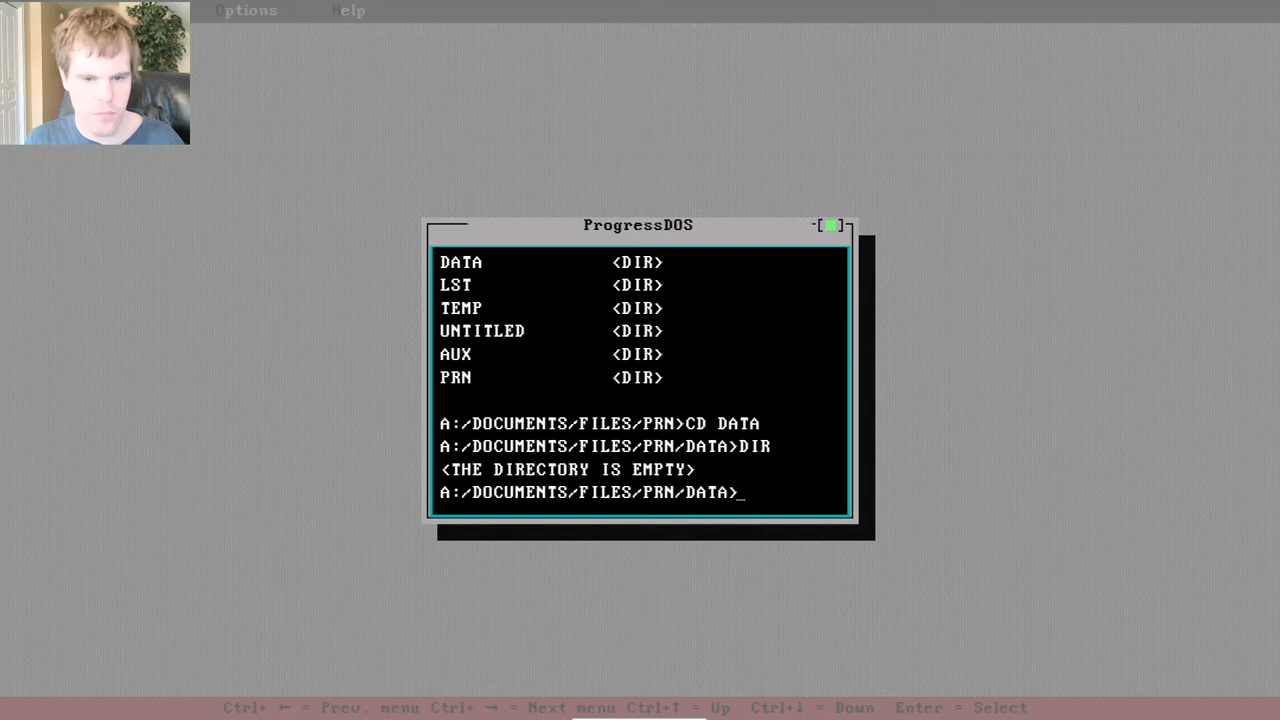 Options Help
ProgressDOS
[■]
DATA <DIR>
LST <DIR>
TEMP <DIR>
UNTITLED <DIR>
AUX <DIR>
PRN <DIR>
A:/DOCUMENTS/FILES/PRN>CD DATA
A:/DOCUMENTS/FILES/PRN/DATA>DIR
<THE DIRECTORY IS EMPTY>
A:/DOCUMENTS/FILES/PRN/DATA>_
Ctrl+ ← = Prev. menu Ctrl+ → = Next menu Ctrl+↑ = Up Ctrl+↓ = Down Enter = Select